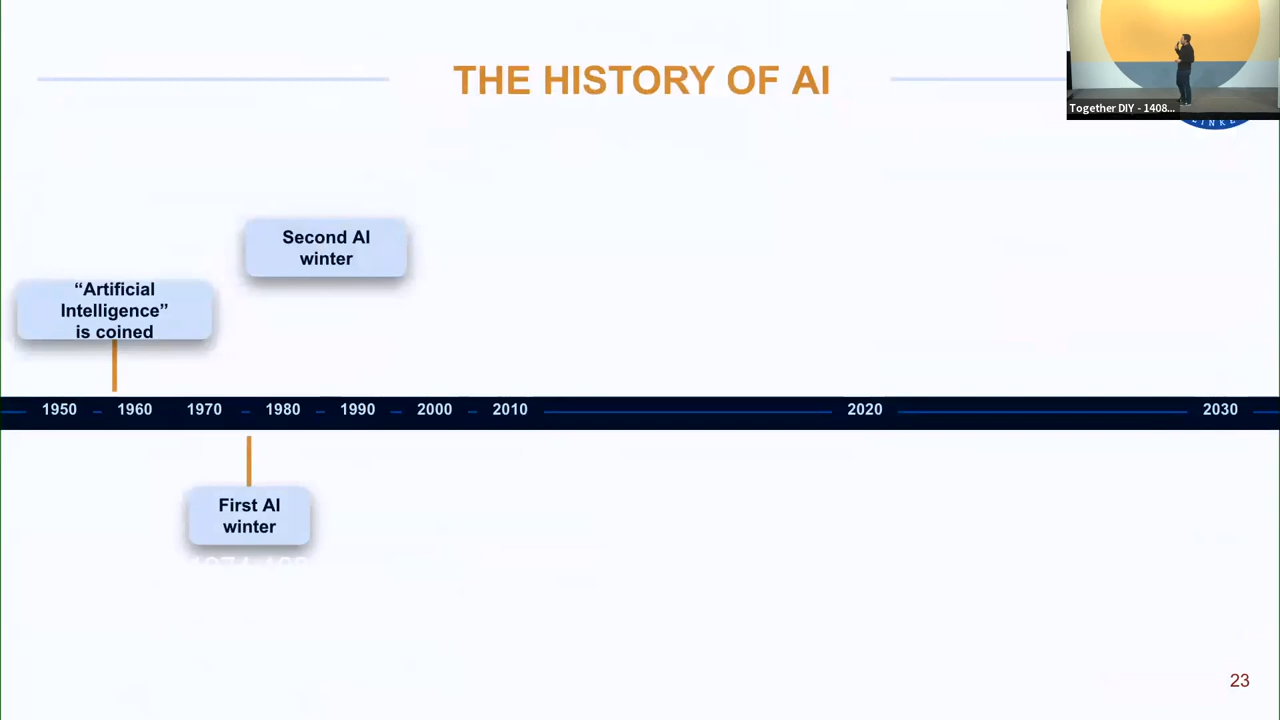 THE HISTORY OF AI
Together DIY - 1408...
Second AI
winter
“Artificial
Intelligence”
is coined
1950
1960
1970
1980
1990
2000
2010
2020
2030
First AI
winter
23